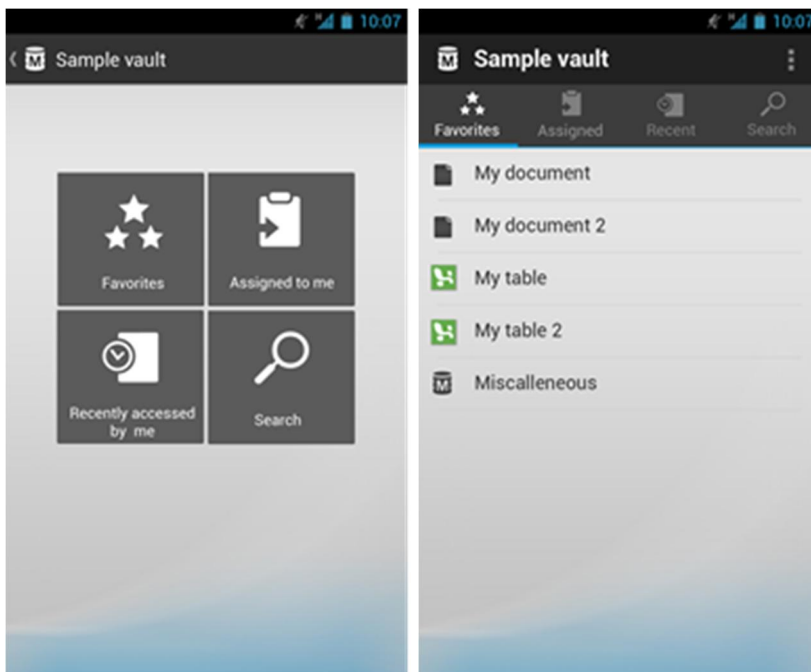 10:07
Sample vault
Favorites
Assigned to me
Recently accessed
by me
Search
10:07
Sample vault
Favorites
Assigned
Recent
Search
My document
My document 2
My table
My table 2
Miscalleneous